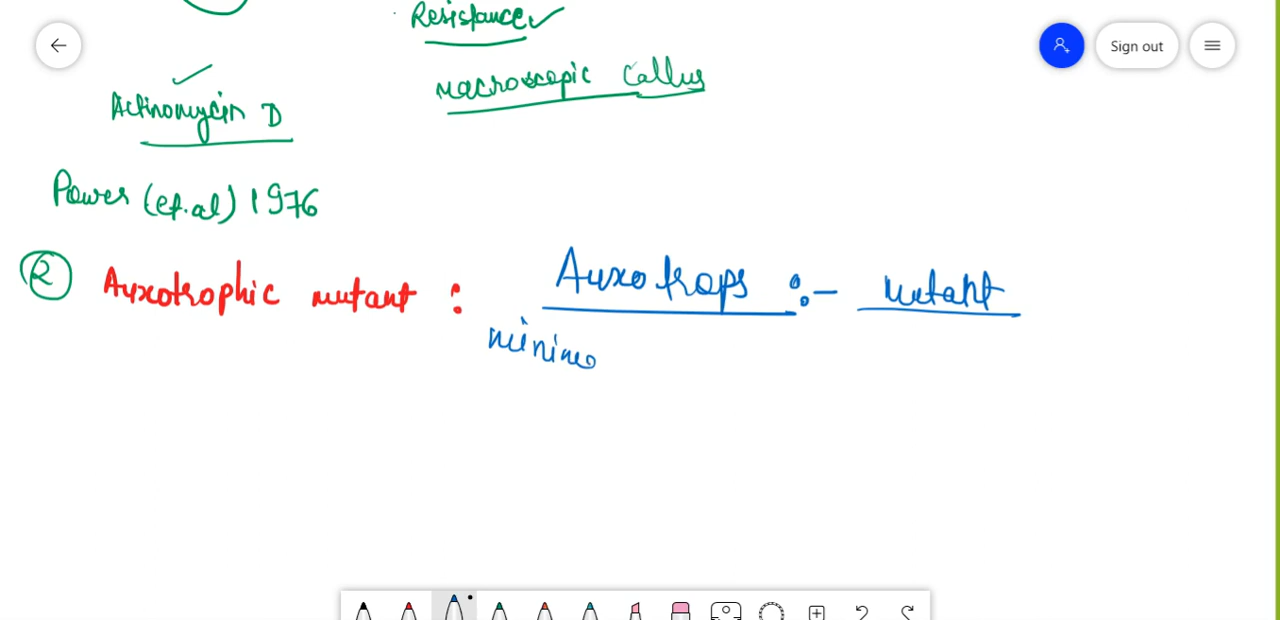 Resistance
Sign out
macroscopic callus
Actinomycin D
Power (et.al) 1976
2 Auxotrophic mutant : Auxotrops :- mutant
minimo